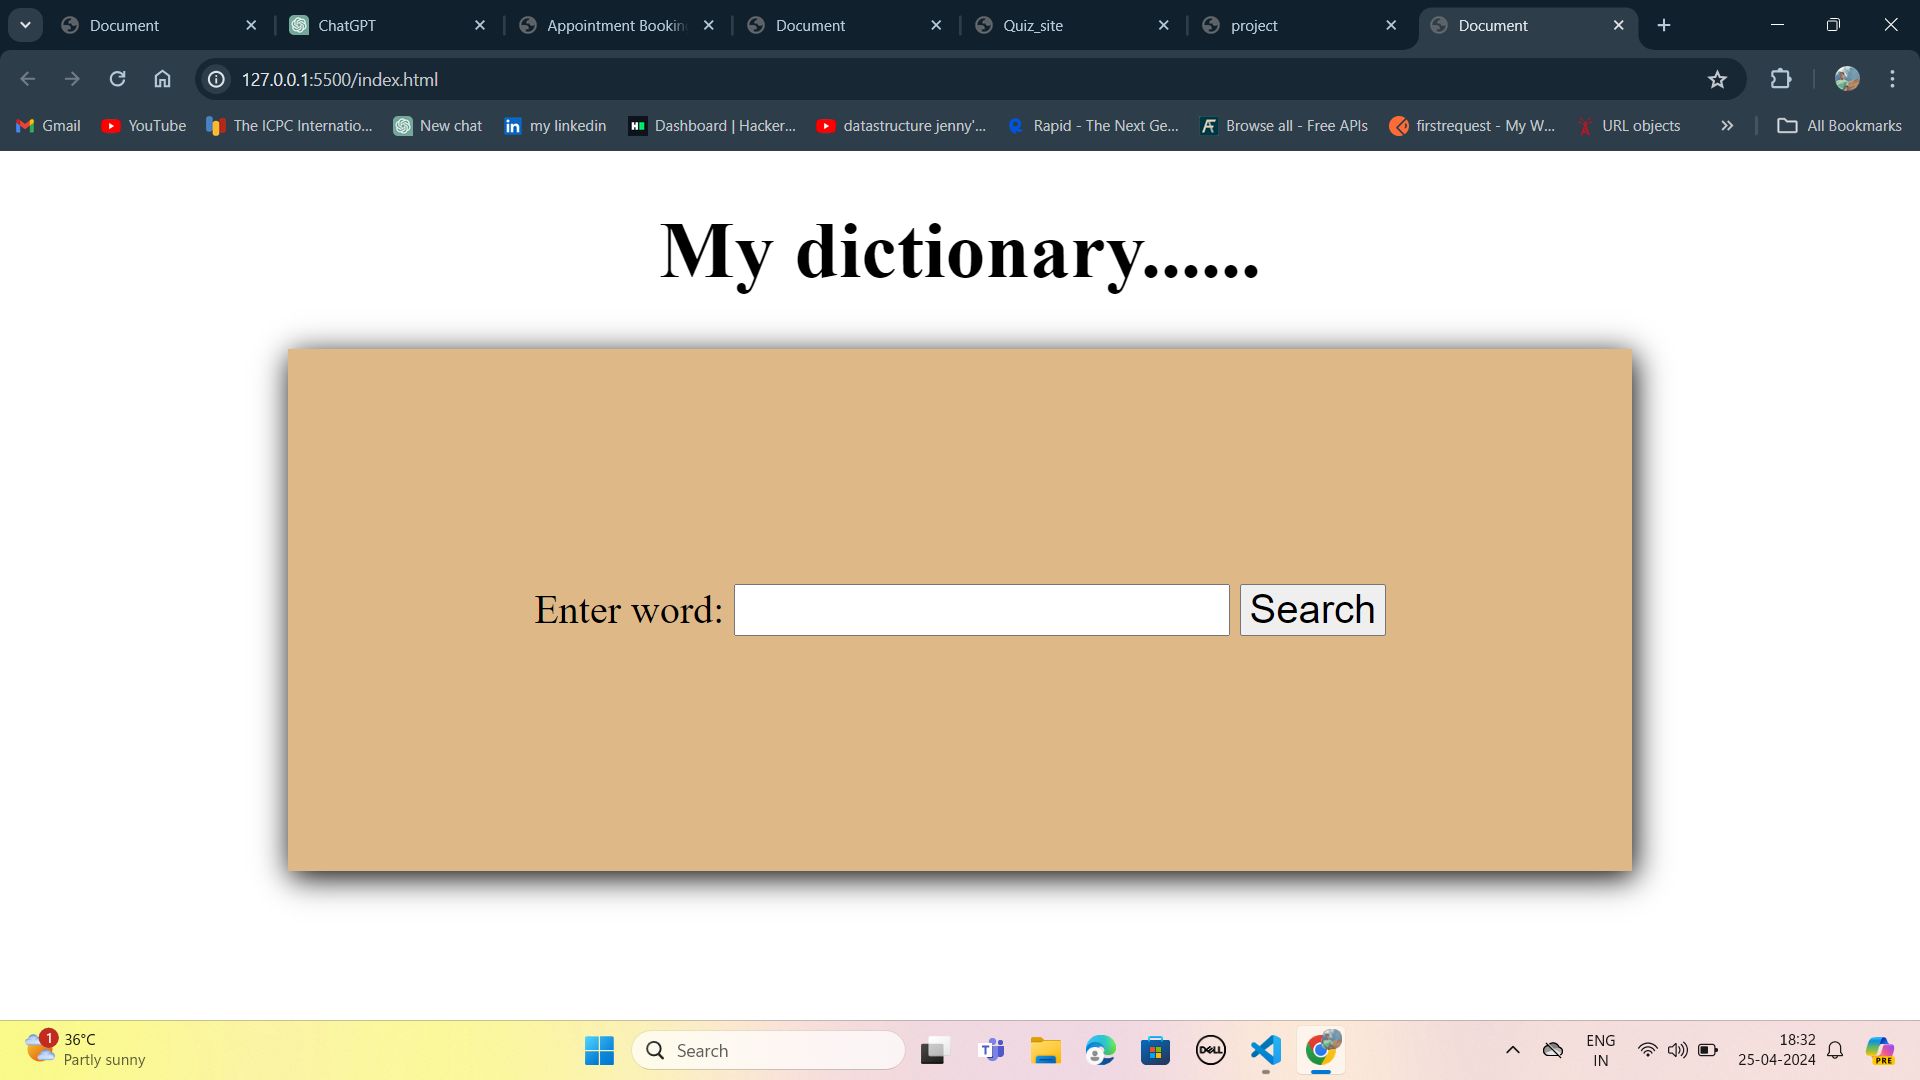 Document
ChatGPT
Appointment Bookin
Document
Quiz_site
project
Document
127.0.0.1:5500/index.html
Gmail
YouTube
The ICPC Internatio...
New chat
my linkedin
Dashboard | Hacker...
datastructure jenny'...
Rapid - The Next Ge...
Browse all - Free APIs
firstrequest - My W...
URL objects
All Bookmarks
My dictionary......
Enter word: Search
1
36°C
Partly sunny
Search
DELL
ENG
IN
18:32
25-04-2024
PRE